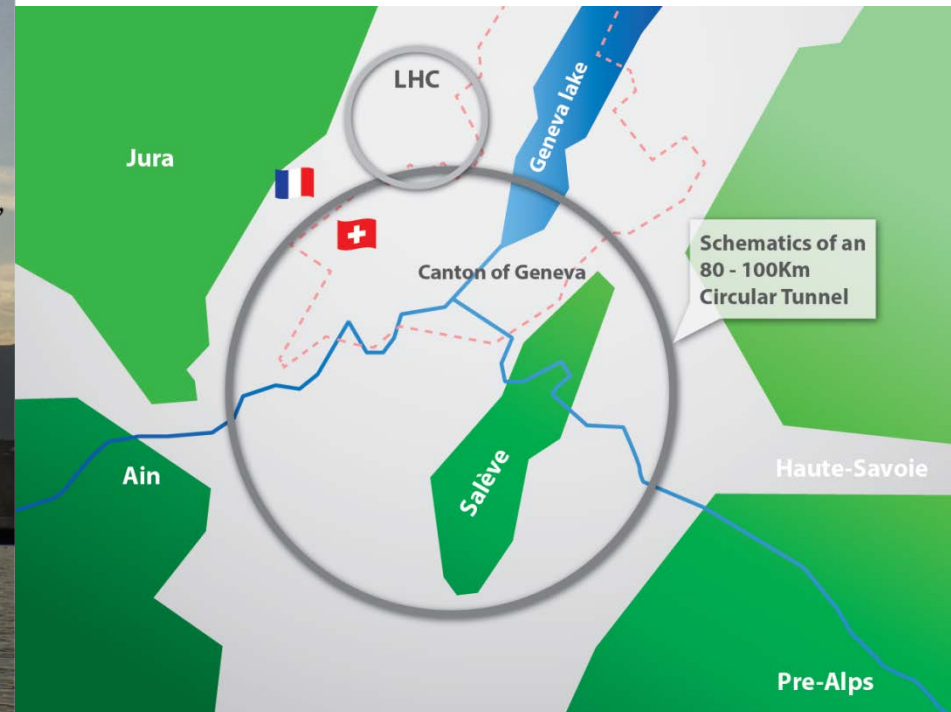 LHC
Jura
Geneva lake
Schematics of an
80 - 100Km
Circular Tunnel
Canton of Geneva
Salève
Ain
Haute-Savoie
Pre-Alps